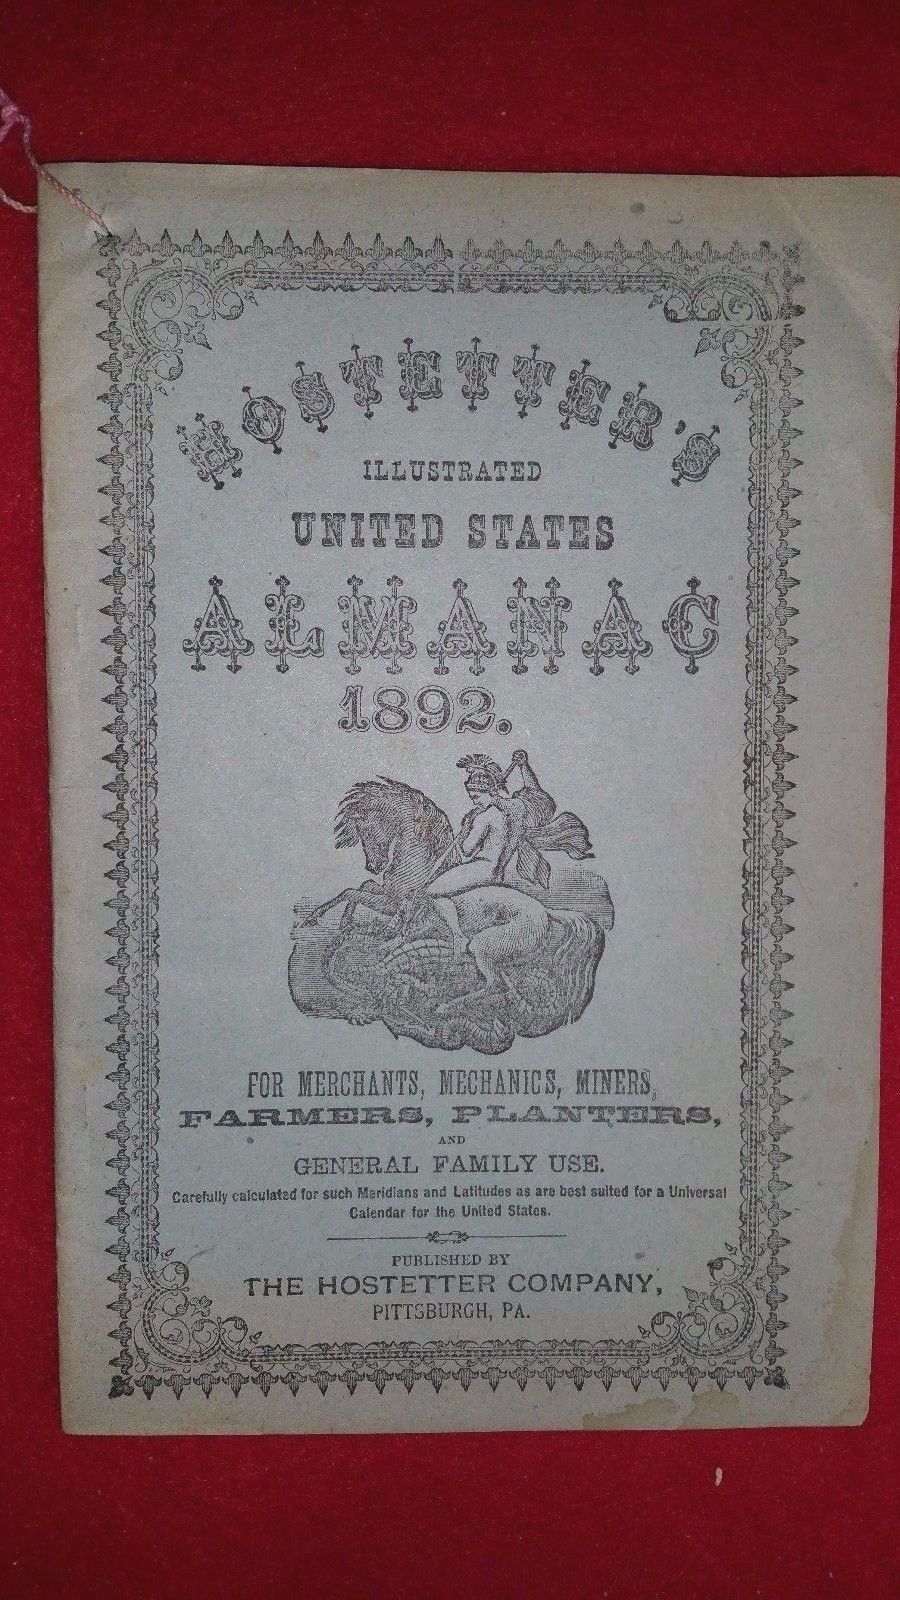 HOSTETTER'S
ILLUSTRATED
UNITED STATES
ALMANAC
1892.
FOR MERCHANTS, MECHANICS, MINERS,
FARMERS, PLANTERS,
AND
GENERAL FAMILY USE.
Carefully calculated for such Meridians and Latitudes as are best suited for a Universal
Calendar for the United States.
PUBLISHED BY
THE HOSTETTER COMPANY,
PITTSBURGH, PA.